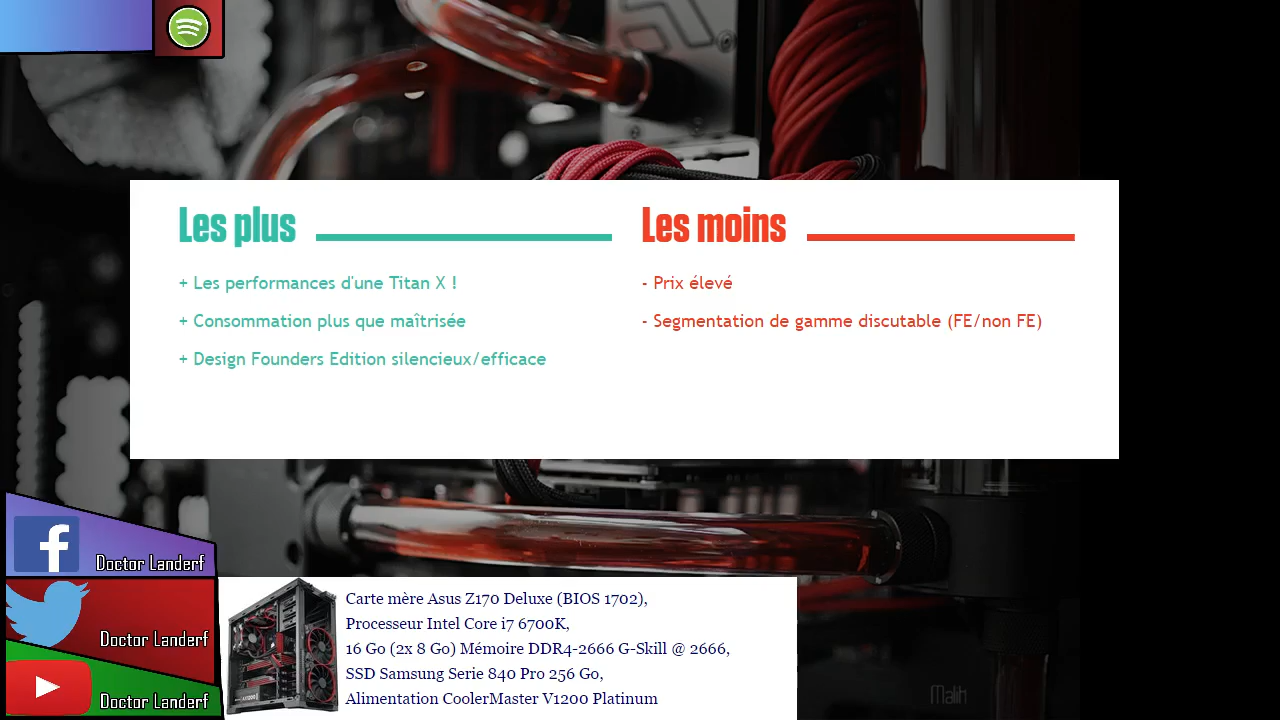 Les plus
+ Les performances d'une Titan X !
+ Consommation plus que maîtrisée
+ Design Founders Edition silencieux/efficace
Les moins
- Prix élevé
- Segmentation de gamme discutable (FE/non FE)
Doctor Landerf
Doctor Landerf
Doctor Landerf
Carte mère Asus Z170 Deluxe (BIOS 1702),
Processeur Intel Core i7 6700K,
16 Go (2x 8 Go) Mémoire DDR4-2666 G-Skill @ 2666,
SSD Samsung Serie 840 Pro 256 Go,
Alimentation CoolerMaster V1200 Platinum
Malih